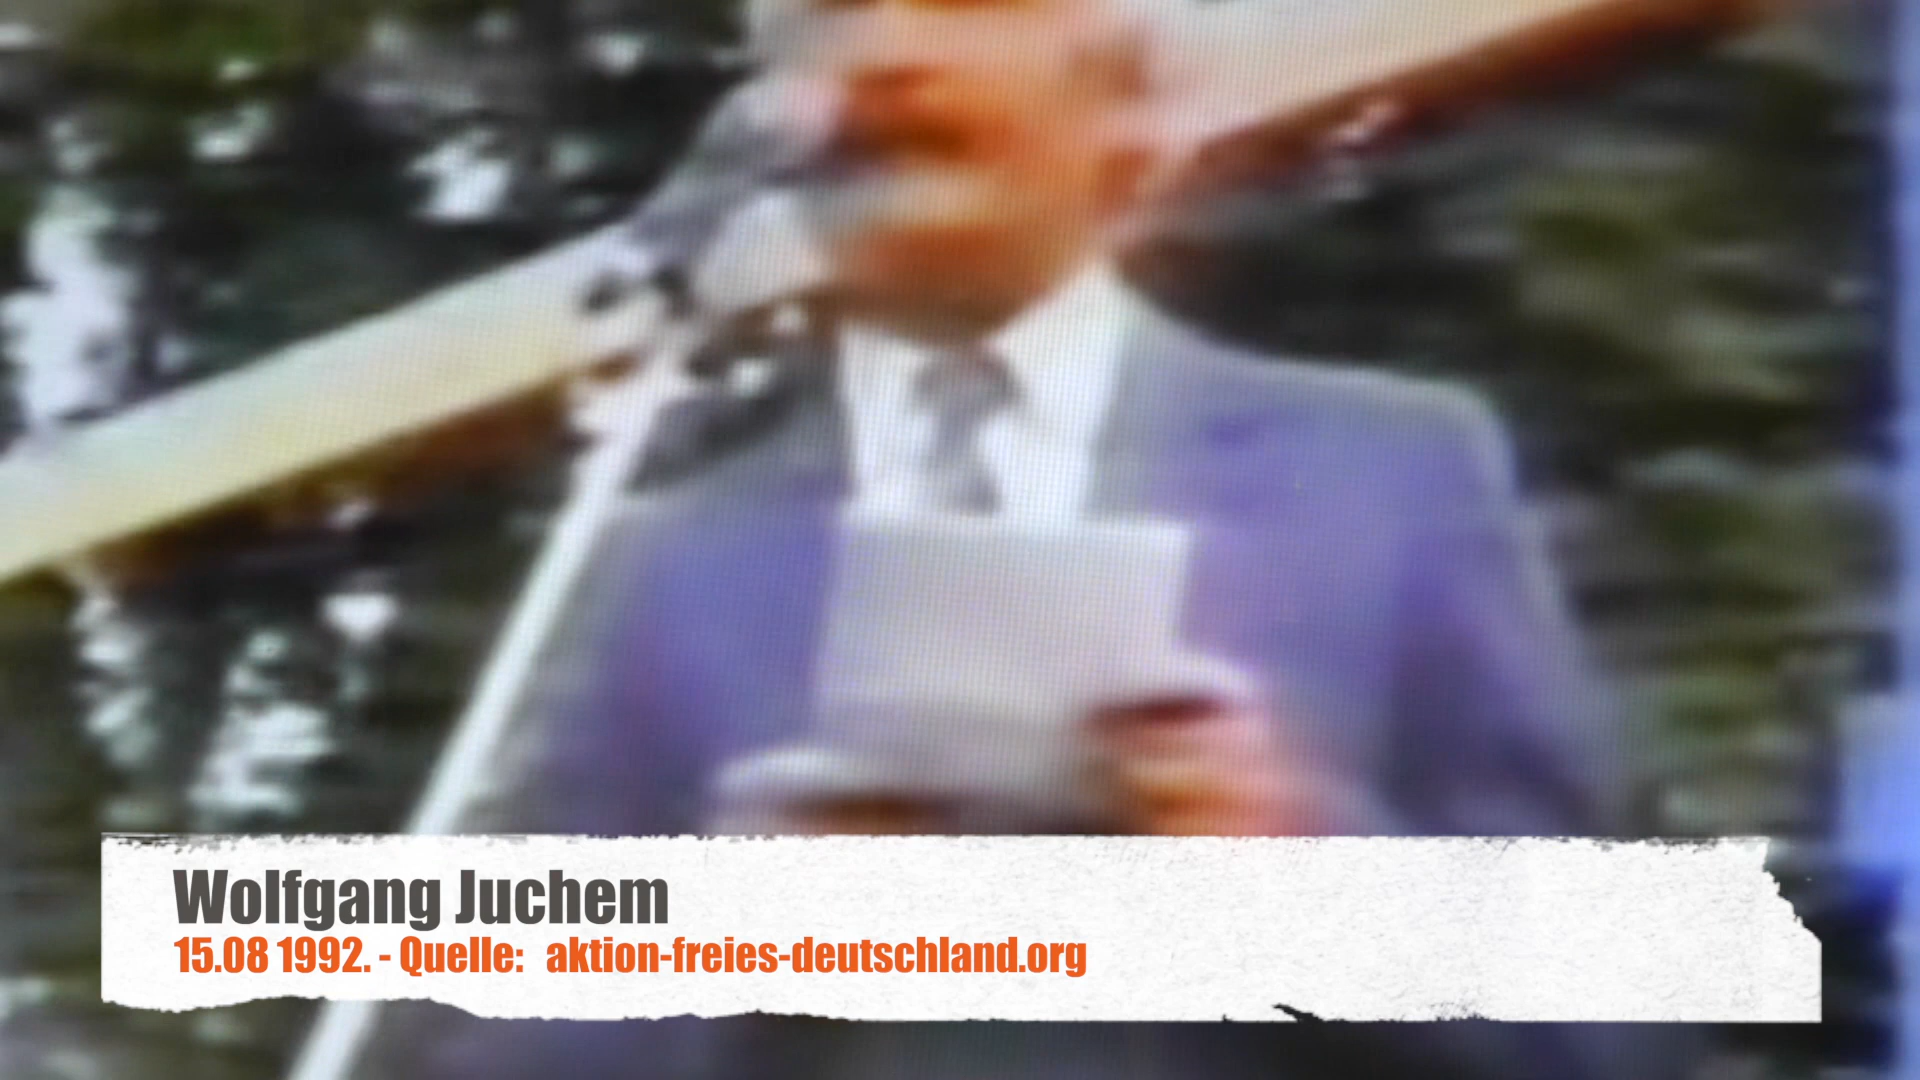 Wolfgang Juchem
15.08 1992. - Quelle: aktion-freies-deutschland.org